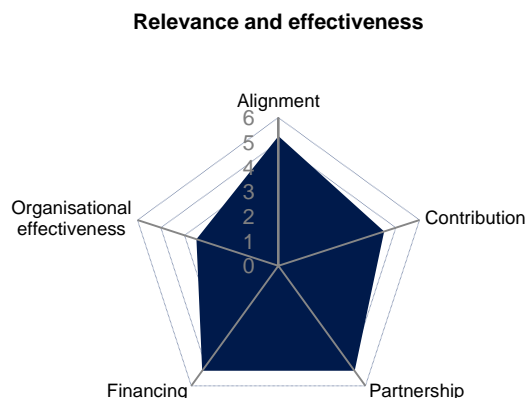 Relevance and effectiveness
Alignment
6
5
4
3
2
1
0
Organisational
effectiveness
Contribution
Financing
Partnership